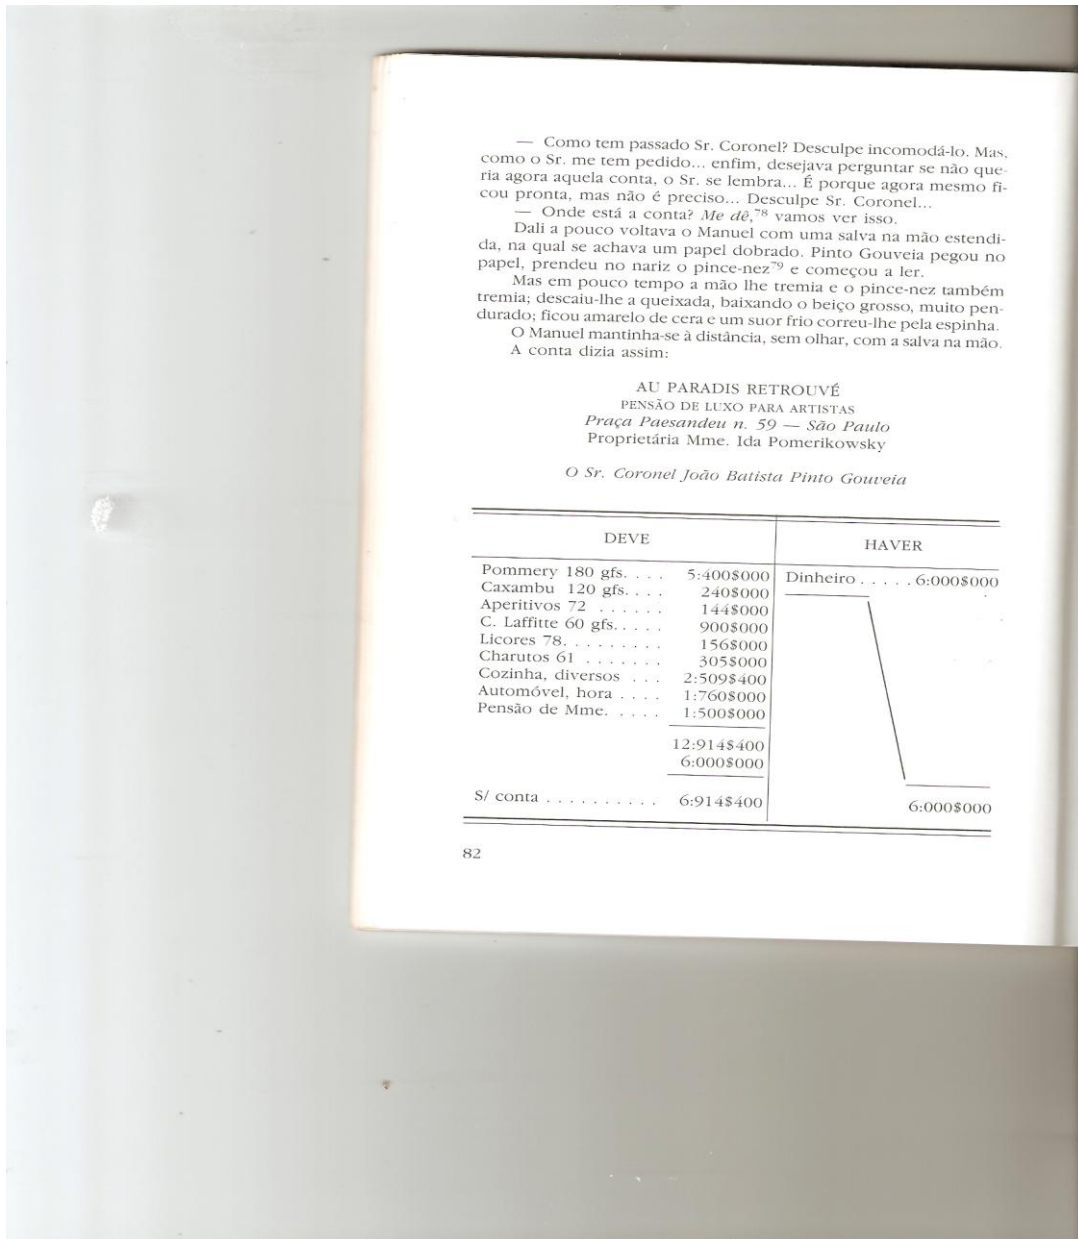 — Como tem passado Sr. Coronel? Desculpe incomodá-lo. Mas,
como o Sr. me tem pedido... enfim, desejava perguntar se não que-
ria agora aquela conta, o Sr. se lembra... É porque agora mesmo fi-
cou pronta, mas não é preciso... Desculpe Sr. Coronel...
— Onde está a conta? Me dê,⁷⁸ vamos ver isso.
Dali a pouco voltava o Manuel com uma salva na mão estendi-
da, na qual se achava um papel dobrado. Pinto Gouveia pegou no
papel, prendeu no nariz o pince-nez⁷⁹ e começou a ler.
Mas em pouco tempo a mão lhe tremia e o pince-nez também
tremia; descaiu-lhe a queixada, baixando o beiço grosso, muito pen-
durado; ficou amarelo de cera e um suor frio correu-lhe pela espinha.
O Manuel mantinha-se à distância, sem olhar, com a salva na mão.
A conta dizia assim:
AU PARADIS RETROUVÉ
PENSÃO DE LUXO PARA ARTISTAS
Praça Paesandeu n. 59 — São Paulo
Proprietária Mme. Ida Pomerikowsky
O Sr. Coronel João Batista Pinto Gouveia
DEVE HAVER
Pommery 180 gfs. . . . 5:400$000 Dinheiro . . . . . 6:000$000
Caxambu 120 gfs. . . . 240$000
Aperitivos 72 . . . . . . 144$000
C. Laffitte 60 gfs. . . . . 900$000
Licores 78. . . . . . . . . 156$000
Charutos 61 . . . . . . . 305$000
Cozinha, diversos . . . 2:509$400
Automóvel, hora . . . . 1:760$000
Pensão de Mme. . . . . 1:500$000
12:914$400
6:000$000
S/ conta . . . . . . . . . . 6:914$400 6:000$000
82